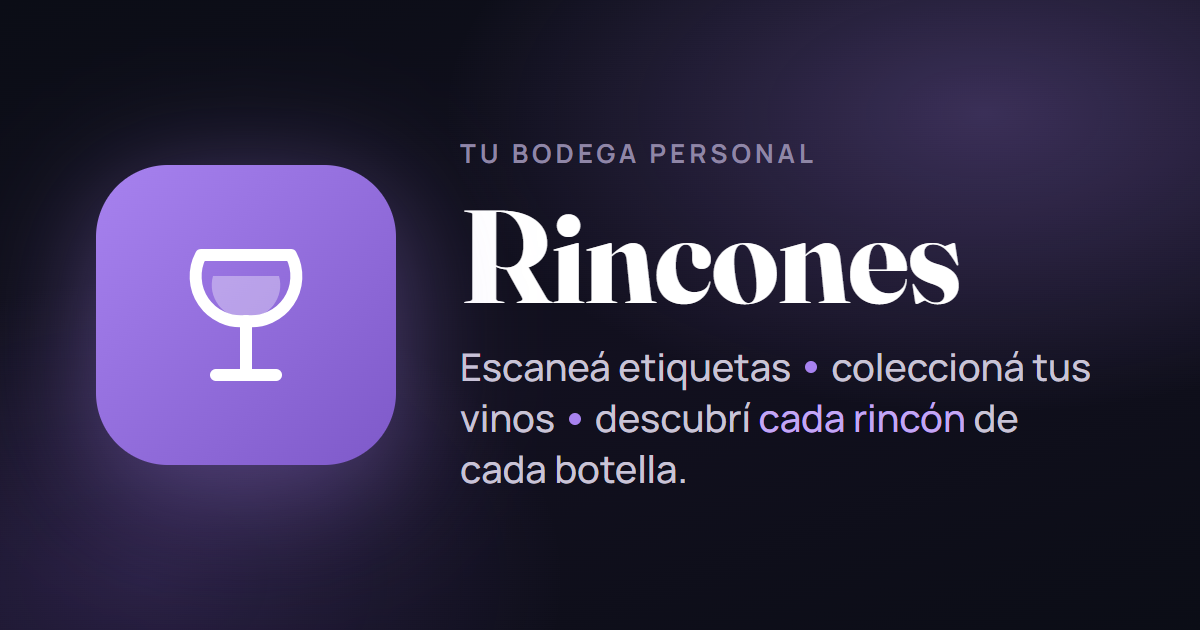 TU BODEGA PERSONAL
Rincones
Escaneá etiquetas • coleccioná tus
vinos • descubrí cada rincón de
cada botella.